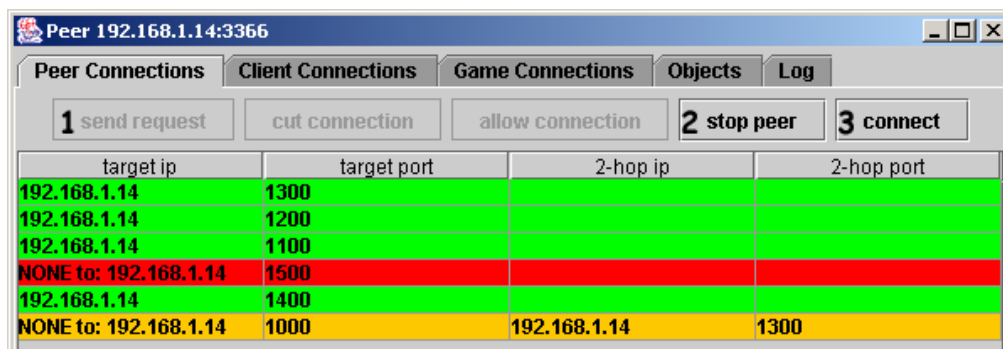 Peer 192.168.1.14:3366
Peer Connections Client Connections Game Connections Objects Log
1 send request cut connection allow connection 2 stop peer 3 connect
target ip target port 2-hop ip 2-hop port
192.168.1.14 1300
192.168.1.14 1200
192.168.1.14 1100
NONE to: 192.168.1.14 1500
192.168.1.14 1400
NONE to: 192.168.1.14 1000 192.168.1.14 1300